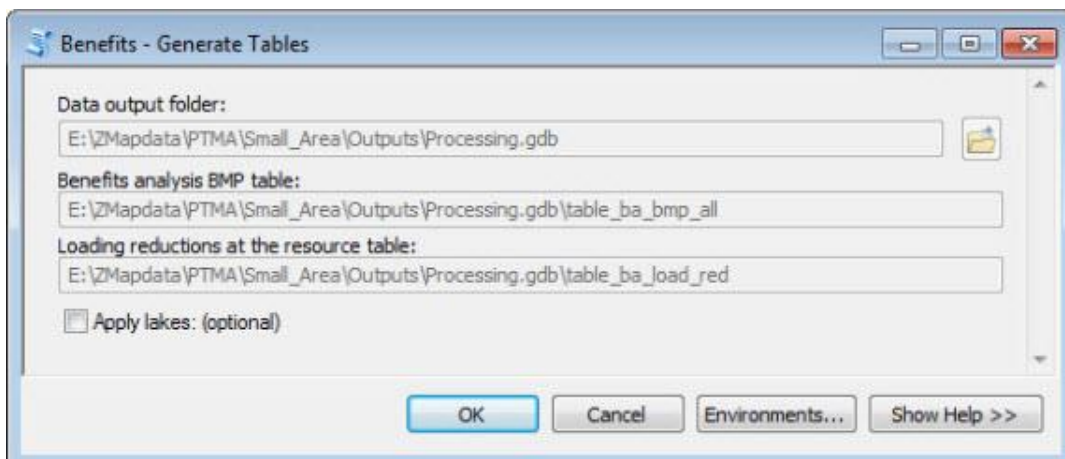 Benefits - Generate Tables
Data output folder:
E:\ZMapdata\PTMA\Small_Area\Outputs\Processing.gdb
Benefits analysis BMP table:
E:\ZMapdata\PTMA\Small_Area\Outputs\Processing.gdb\table_ba_bmp_all
Loading reductions at the resource table:
E:\ZMapdata\PTMA\Small_Area\Outputs\Processing.gdb\table_ba_load_red
Apply lakes: (optional)
OK Cancel Environments... Show Help >>